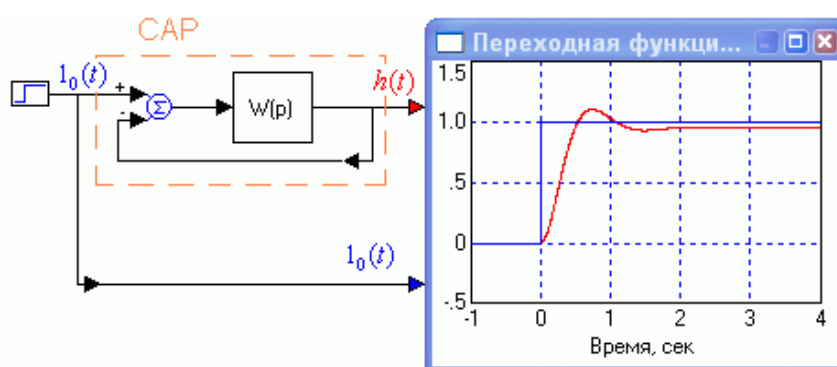 САР
1₀(t)
+
-
Σ
W(p)
h(t)
1₀(t)
Переходная функци...
1.5
1.0
.5
0
-.5
-1
0
1
2
3
4
Время, сек